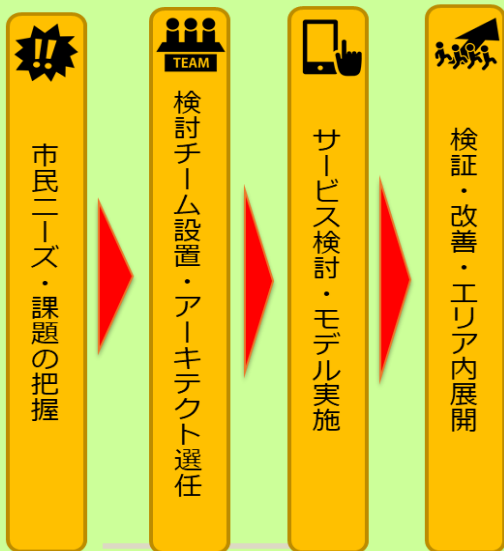 !!
市民ニーズ・課題の把握
TEAM
検討チーム設置・アーキテクト選任
サービス検討・モデル実施
検証・改善・エリア内展開